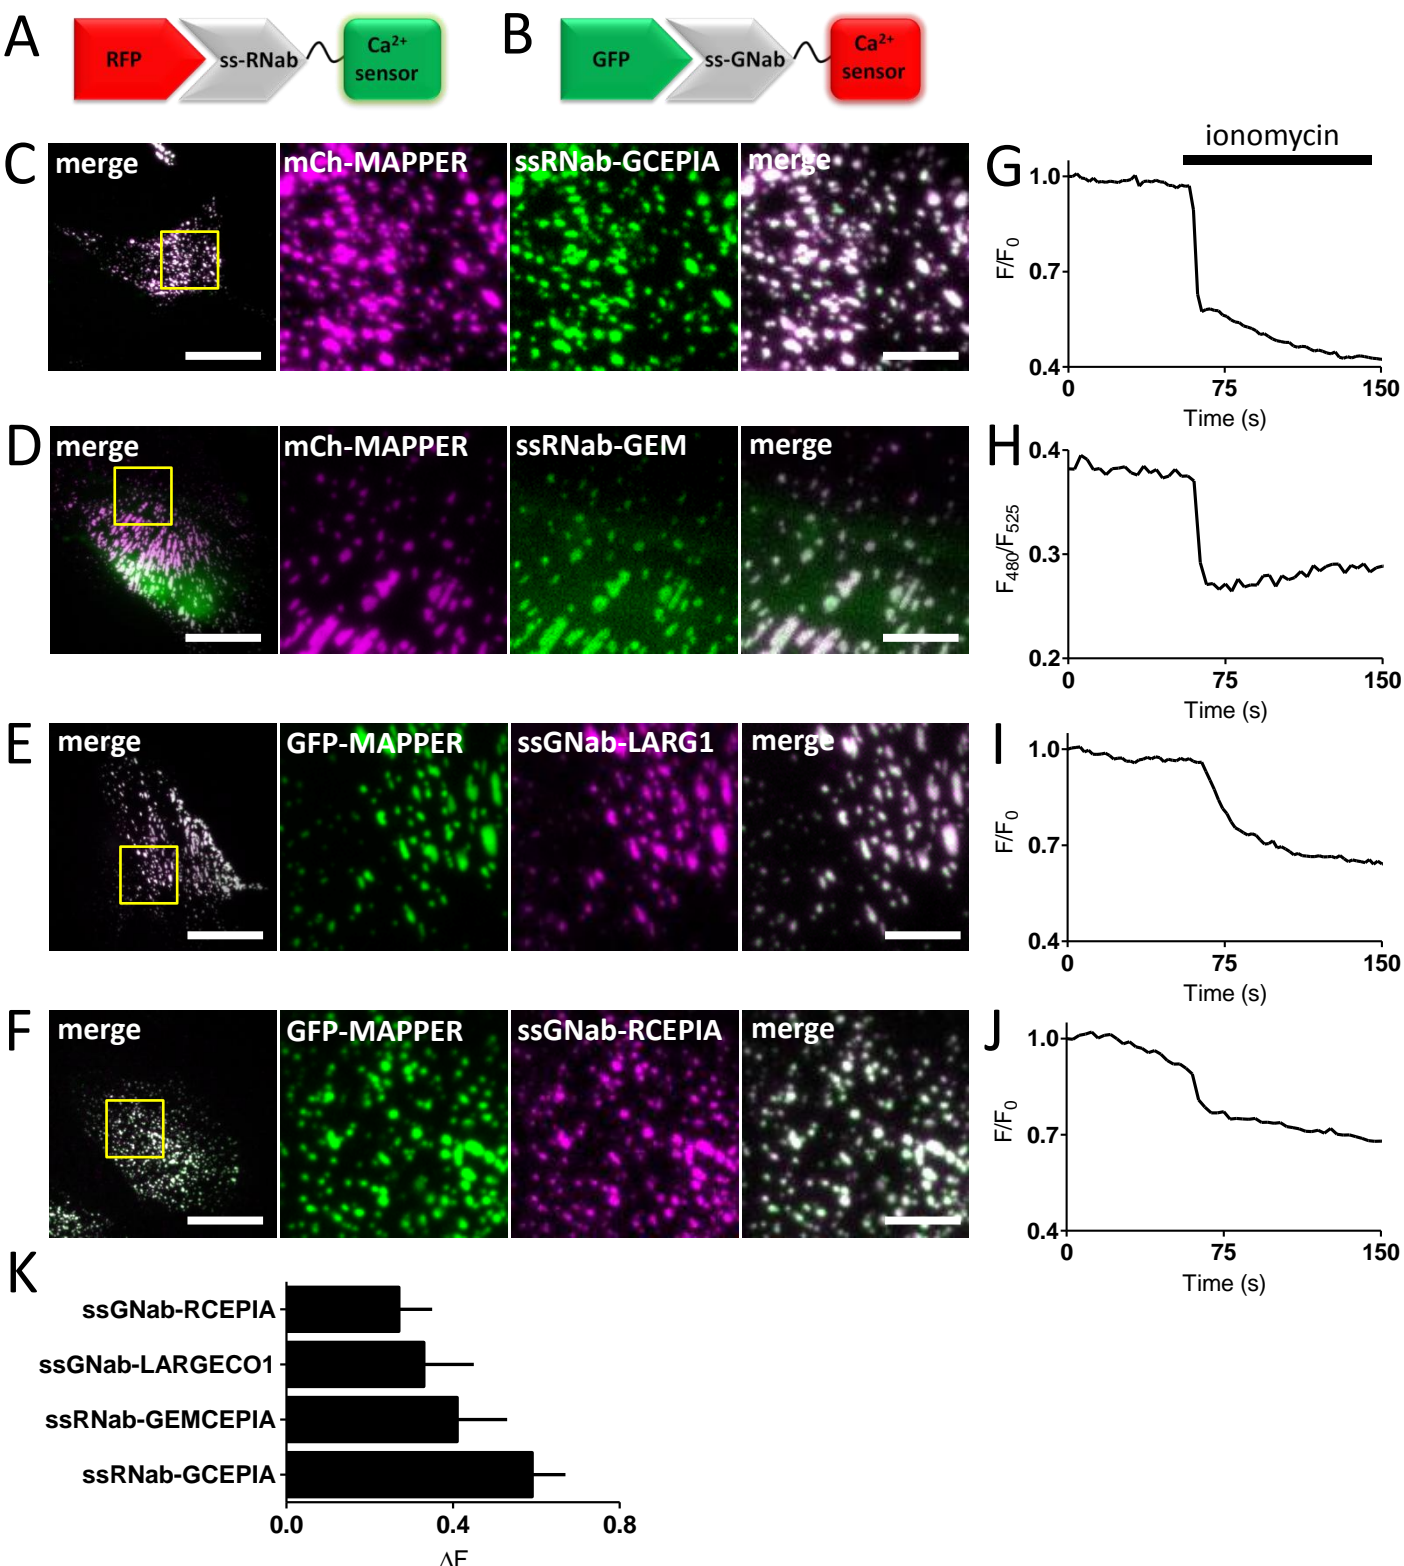 A
RFP
ss-RNab
Ca2+
sensor
B
GFP
ss-GNab
Ca2+
sensor
C
merge
mCh-MAPPER
ssRNab-GCEPIA
merge
G
ionomycin
1.0
0.7
0.4
F/F0
0
75
150
Time (s)
D
merge
mCh-MAPPER
ssRNab-GEM
merge
H
0.4
0.3
0.2
F480/F525
0
75
150
Time (s)
E
merge
GFP-MAPPER
ssGNab-LARG1
merge
I
1.0
0.7
0.4
F/F0
0
75
150
Time (s)
F
merge
GFP-MAPPER
ssGNab-RCEPIA
merge
J
1.0
0.7
0.4
F/F0
0
75
150
Time (s)
K
ssGNab-RCEPIA
ssGNab-LARGECO1
ssRNab-GEMCEPIA
ssRNab-GCEPIA
0.0
0.4
0.8
ΔF